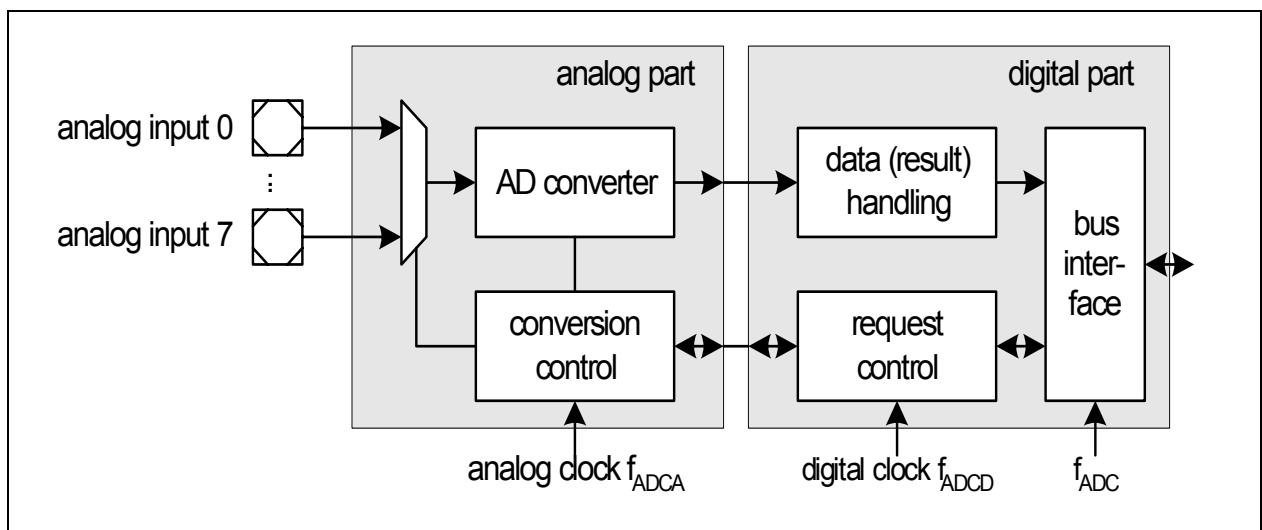 analog part
digital part
analog input 0
⋮
analog input 7
AD converter
conversion
control
data (result)
handling
request
control
bus
inter-
face
analog clock fADCA
digital clock fADCD
fADC